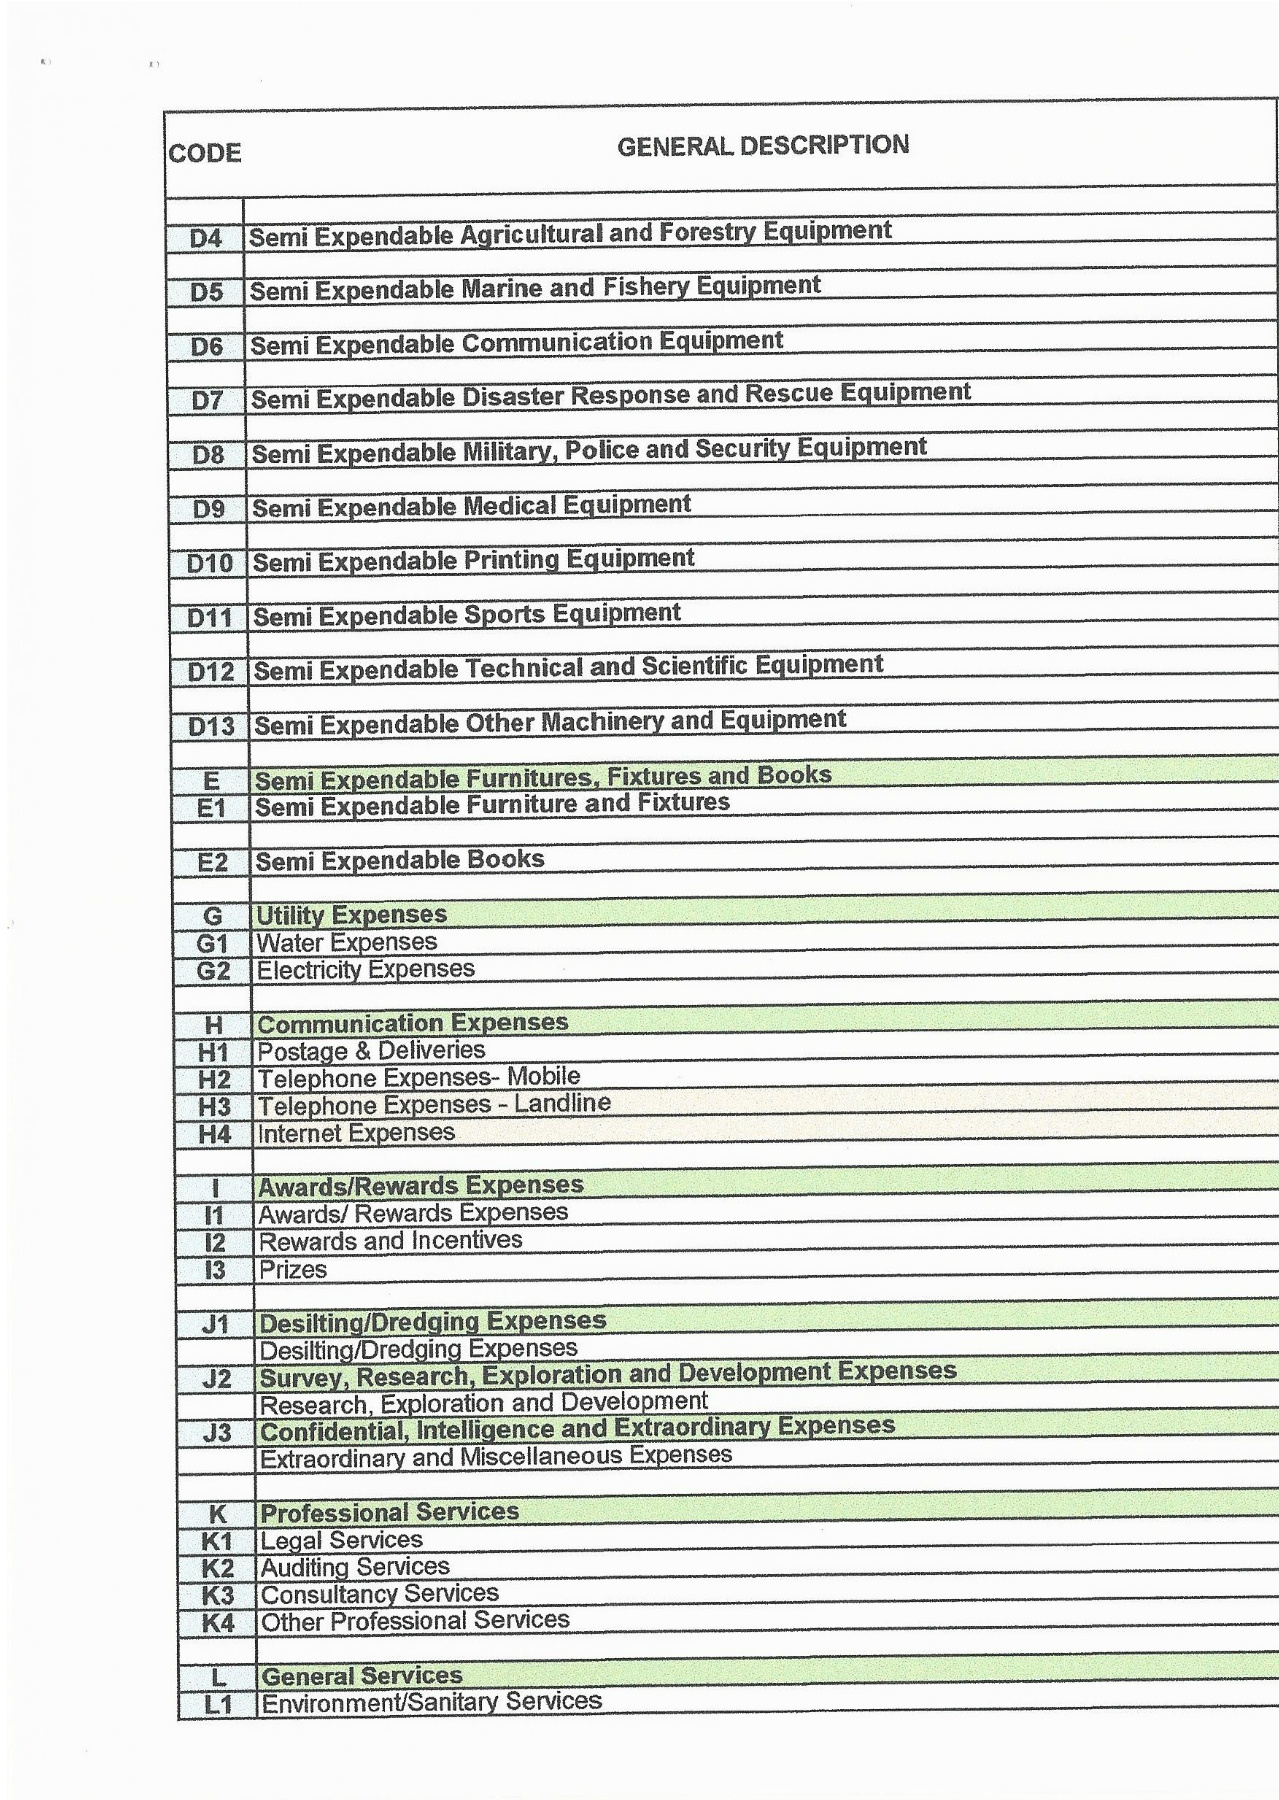 CODE GENERAL DESCRIPTION
D4 Semi Expendable Agricultural and Forestry Equipment
D5 Semi Expendable Marine and Fishery Equipment
D6 Semi Expendable Communication Equipment
D7 Semi Expendable Disaster Response and Rescue Equipment
D8 Semi Expendable Military, Police and Security Equipment
D9 Semi Expendable Medical Equipment
D10 Semi Expendable Printing Equipment
D11 Semi Expendable Sports Equipment
D12 Semi Expendable Technical and Scientific Equipment
D13 Semi Expendable Other Machinery and Equipment
E Semi Expendable Furnitures, Fixtures and Books
E1 Semi Expendable Furniture and Fixtures
E2 Semi Expendable Books
G Utility Expenses
G1 Water Expenses
G2 Electricity Expenses
H Communication Expenses
H1 Postage & Deliveries
H2 Telephone Expenses- Mobile
H3 Telephone Expenses - Landline
H4 Internet Expenses
I Awards/Rewards Expenses
I1 Awards/ Rewards Expenses
I2 Rewards and Incentives
I3 Prizes
J1 Desilting/Dredging Expenses
Desilting/Dredging Expenses
J2 Survey, Research, Exploration and Development Expenses
Research, Exploration and Development
J3 Confidential, Intelligence and Extraordinary Expenses
Extraordinary and Miscellaneous Expenses
K Professional Services
K1 Legal Services
K2 Auditing Services
K3 Consultancy Services
K4 Other Professional Services
L General Services
L1 Environment/Sanitary Services